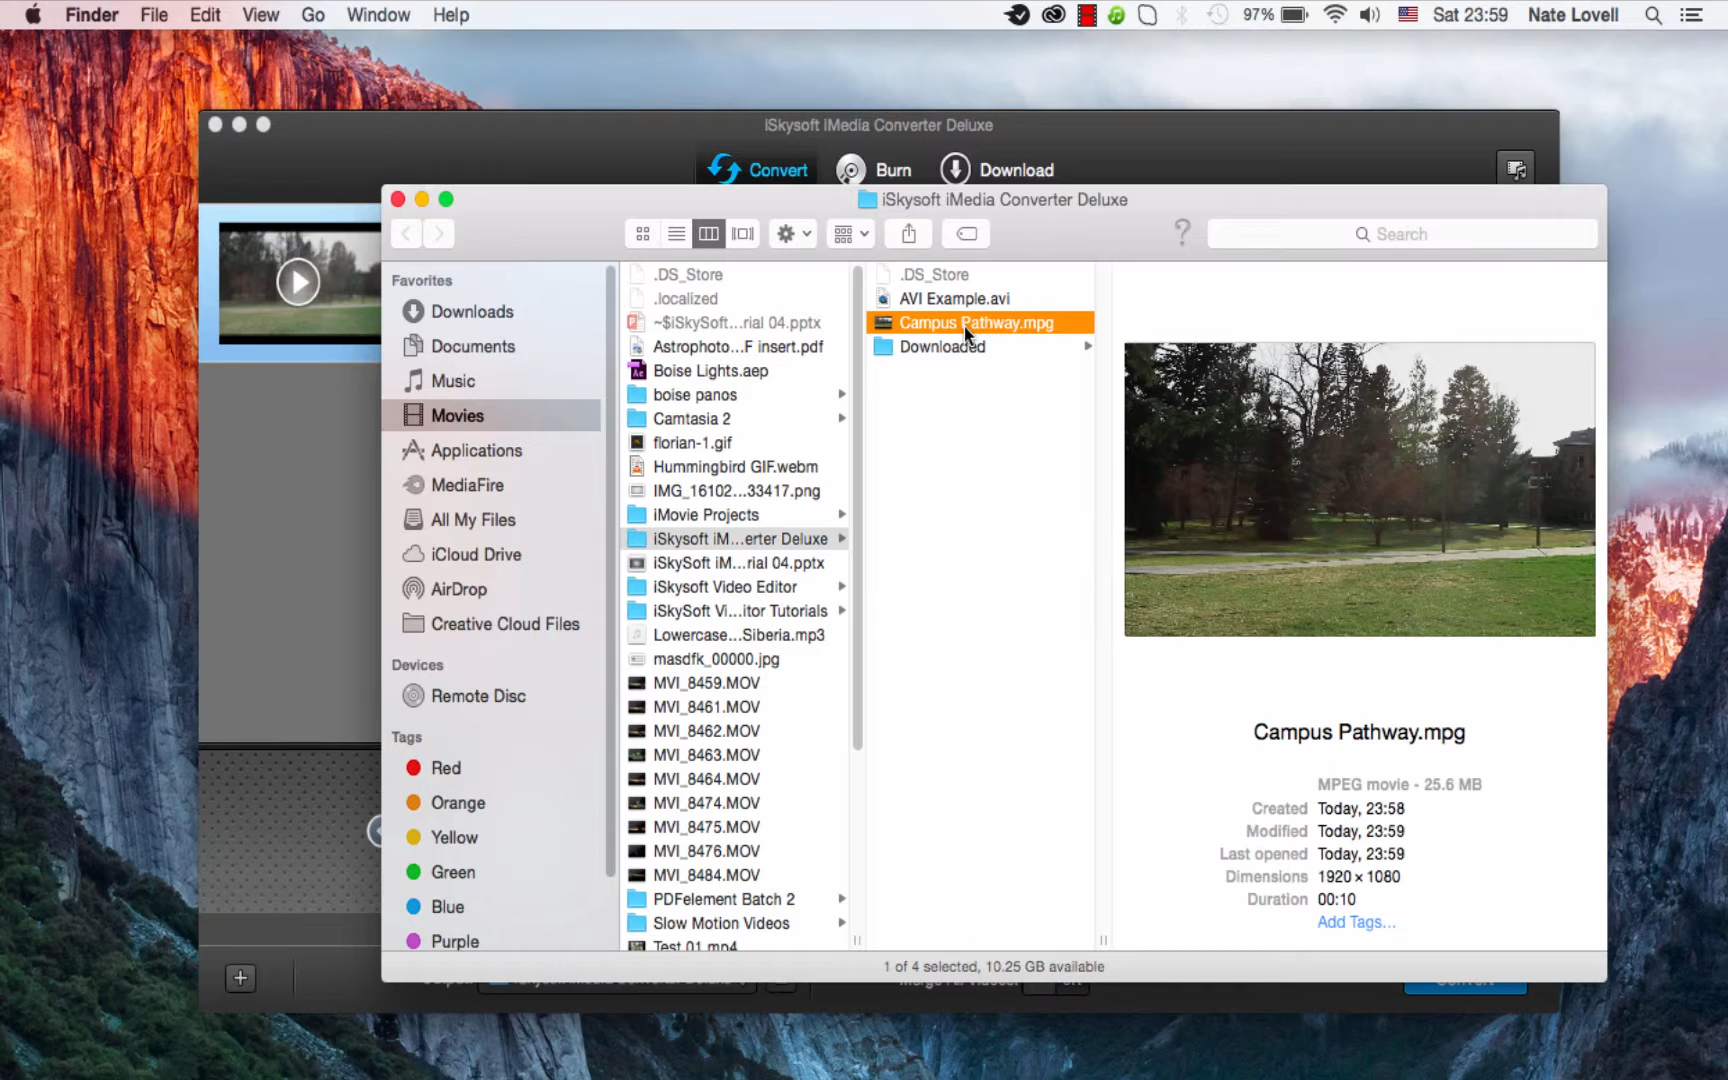 Finder File Edit View Go Window Help 97% Sat 23:59 Nate Lovell
iSkysoft iMedia Converter Deluxe
Convert Burn Download
iSkysoft iMedia Converter Deluxe
? Search
Favorites
Downloads
Documents
Music
Movies
Applications
MediaFire
All My Files
iCloud Drive
AirDrop
Creative Cloud Files
Devices
Remote Disc
Tags
Red
Orange
Yellow
Green
Blue
Purple
.DS_Store
.localized
~$iSkySoft...rial 04.pptx
Astrophoto...F insert.pdf
Boise Lights.aep
boise panos
Camtasia 2
florian-1.gif
Hummingbird GIF.webm
IMG_16102...33417.png
iMovie Projects
iSkysoft iM...erter Deluxe
iSkySoft iM...rial 04.pptx
iSkysoft Video Editor
iSkySoft Vi...itor Tutorials
Lowercase...Siberia.mp3
masdfk_00000.jpg
MVI_8459.MOV
MVI_8461.MOV
MVI_8462.MOV
MVI_8463.MOV
MVI_8464.MOV
MVI_8474.MOV
MVI_8475.MOV
MVI_8476.MOV
MVI_8484.MOV
PDFelement Batch 2
Slow Motion Videos
Test 01.mp4
.DS_Store
AVI Example.avi
Campus Pathway.mpg
Downloaded
Campus Pathway.mpg
MPEG movie - 25.6 MB
Created Today, 23:58
Modified Today, 23:59
Last opened Today, 23:59
Dimensions 1920 × 1080
Duration 00:10
Add Tags...
1 of 4 selected, 10.25 GB available